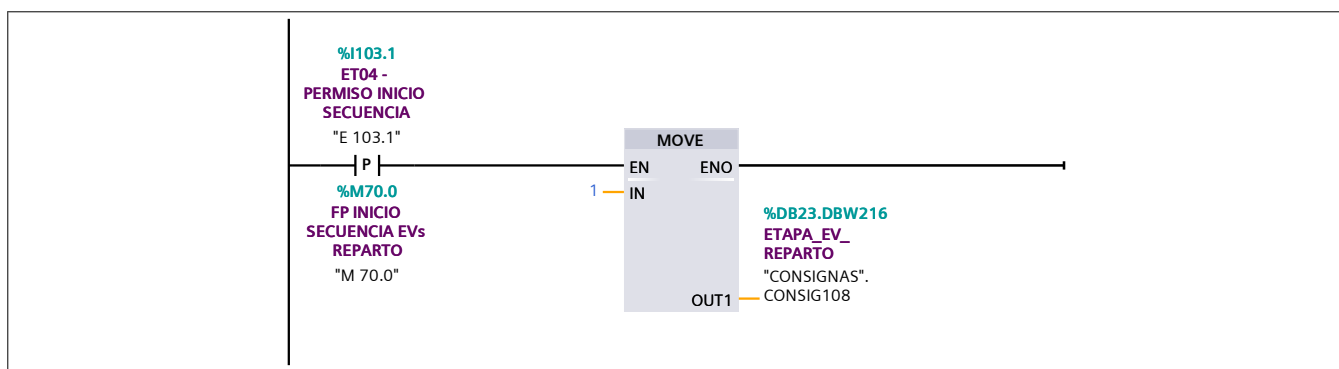 %I103.1
ET04 -
PERMISO INICIO
SECUENCIA
"E 103.1"
P
%M70.0
FP INICIO
SECUENCIA EVs
REPARTO
"M 70.0"
MOVE
EN ENO
1 IN
%DB23.DBW216
ETAPA_EV_
REPARTO
"CONSIGNAS".
OUT1 CONSIG108